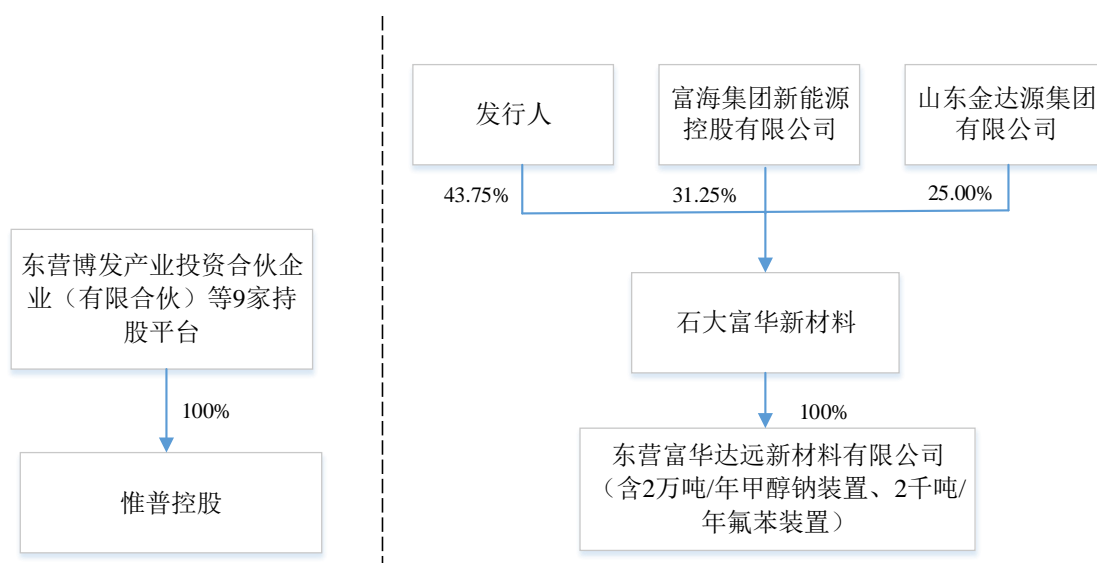 发行人
富海集团新能源
控股有限公司
山东金达源集团
有限公司
43.75%
31.25%
25.00%
东营博发产业投资合伙企
业（有限合伙）等9家持
股平台
石大富华新材料
100%
100%
惟普控股
东营富华达远新材料有限公司
（含2万吨/年甲醇钠装置、2千吨/
年氟苯装置）